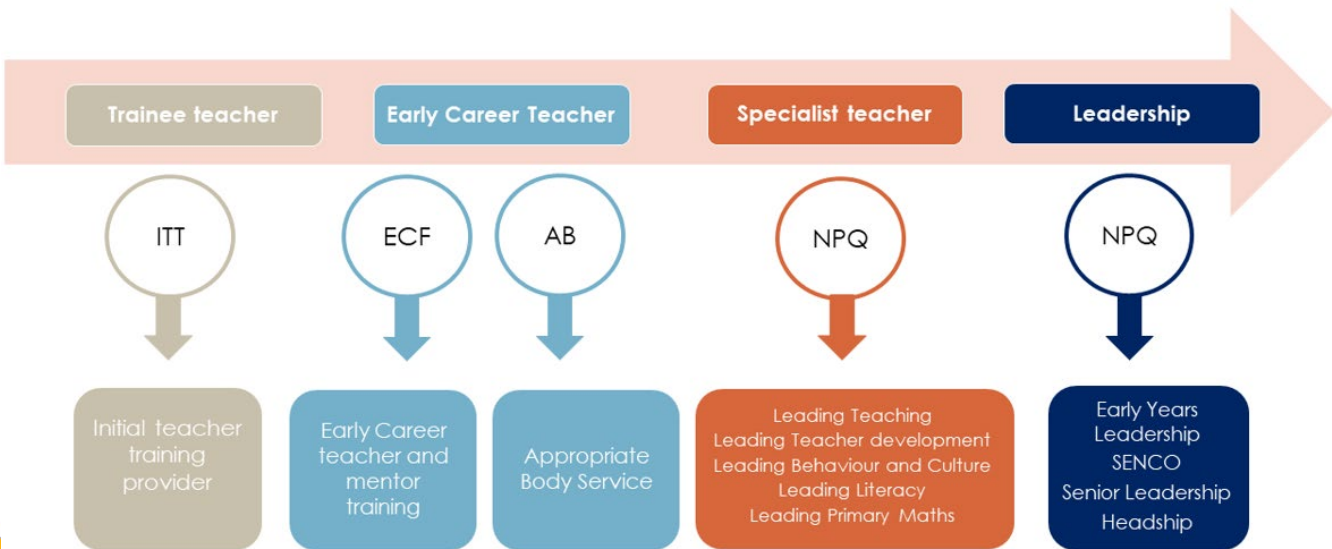 Trainee teacher
Early Career Teacher
Specialist teacher
Leadership
ITT
ECF
AB
NPQ
NPQ
Initial teacher
training
provider
Early Career
teacher and
mentor
training
Appropriate
Body Service
Leading Teaching
Leading Teacher development
Leading Behaviour and Culture
Leading Literacy
Leading Primary Maths
Early Years
Leadership
SENCO
Senior Leadership
Headship